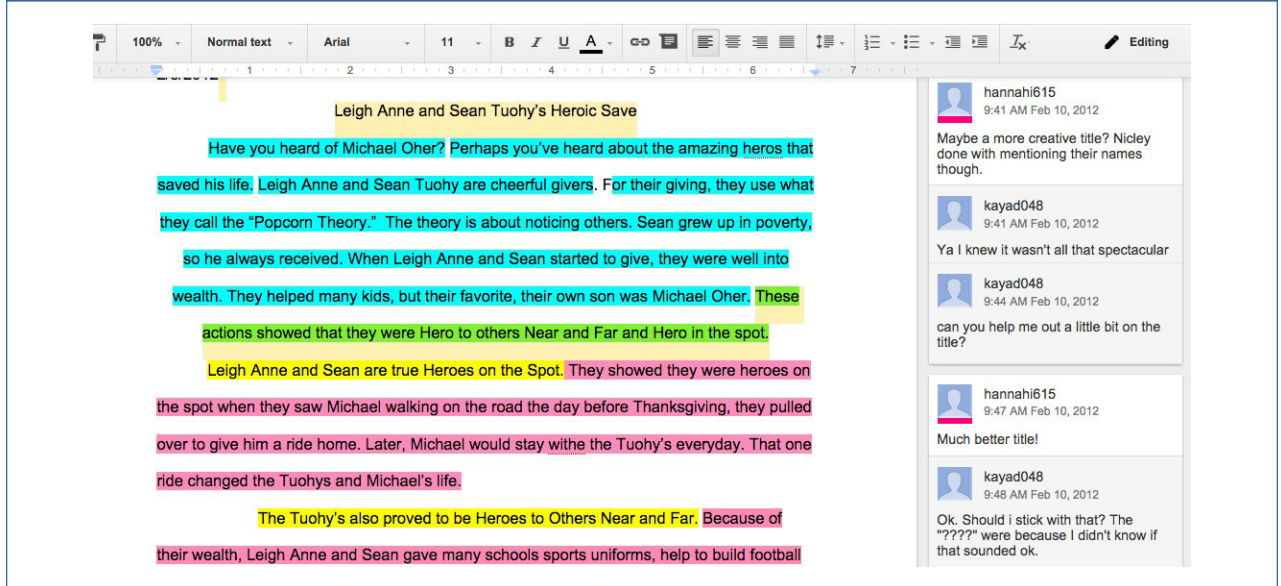 100% Normal text Arial 11 B I U A Editing
1 2 3 4 5 6 7
Leigh Anne and Sean Tuohy's Heroic Save
Have you heard of Michael Oher? Perhaps you've heard about the amazing heros that
saved his life. Leigh Anne and Sean Tuohy are cheerful givers. For their giving, they use what
they call the “Popcorn Theory.” The theory is about noticing others. Sean grew up in poverty,
so he always received. When Leigh Anne and Sean started to give, they were well into
wealth. They helped many kids, but their favorite, their own son was Michael Oher. These
actions showed that they were Hero to others Near and Far and Hero in the spot.
Leigh Anne and Sean are true Heroes on the Spot. They showed they were heroes on
the spot when they saw Michael walking on the road the day before Thanksgiving, they pulled
over to give him a ride home. Later, Michael would stay withe the Tuohy's everyday. That one
ride changed the Tuohys and Michael's life.
The Tuohy's also proved to be Heroes to Others Near and Far. Because of
their wealth, Leigh Anne and Sean gave many schools sports uniforms, help to build football
hannahi615
9:41 AM Feb 10, 2012
Maybe a more creative title? Nicley
done with mentioning their names
though.
kayad048
9:41 AM Feb 10, 2012
Ya I knew it wasn't all that spectacular
kayad048
9:44 AM Feb 10, 2012
can you help me out a little bit on the
title?
hannahi615
9:47 AM Feb 10, 2012
Much better title!
kayad048
9:48 AM Feb 10, 2012
Ok. Should i stick with that? The
"????" were because I didn't know if
that sounded ok.